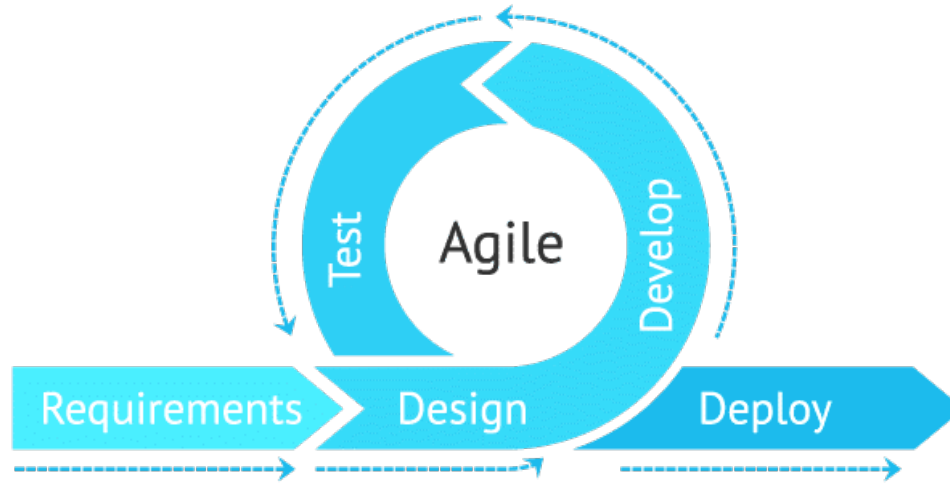 Agile
Test
Develop
Requirements
Design
Deploy